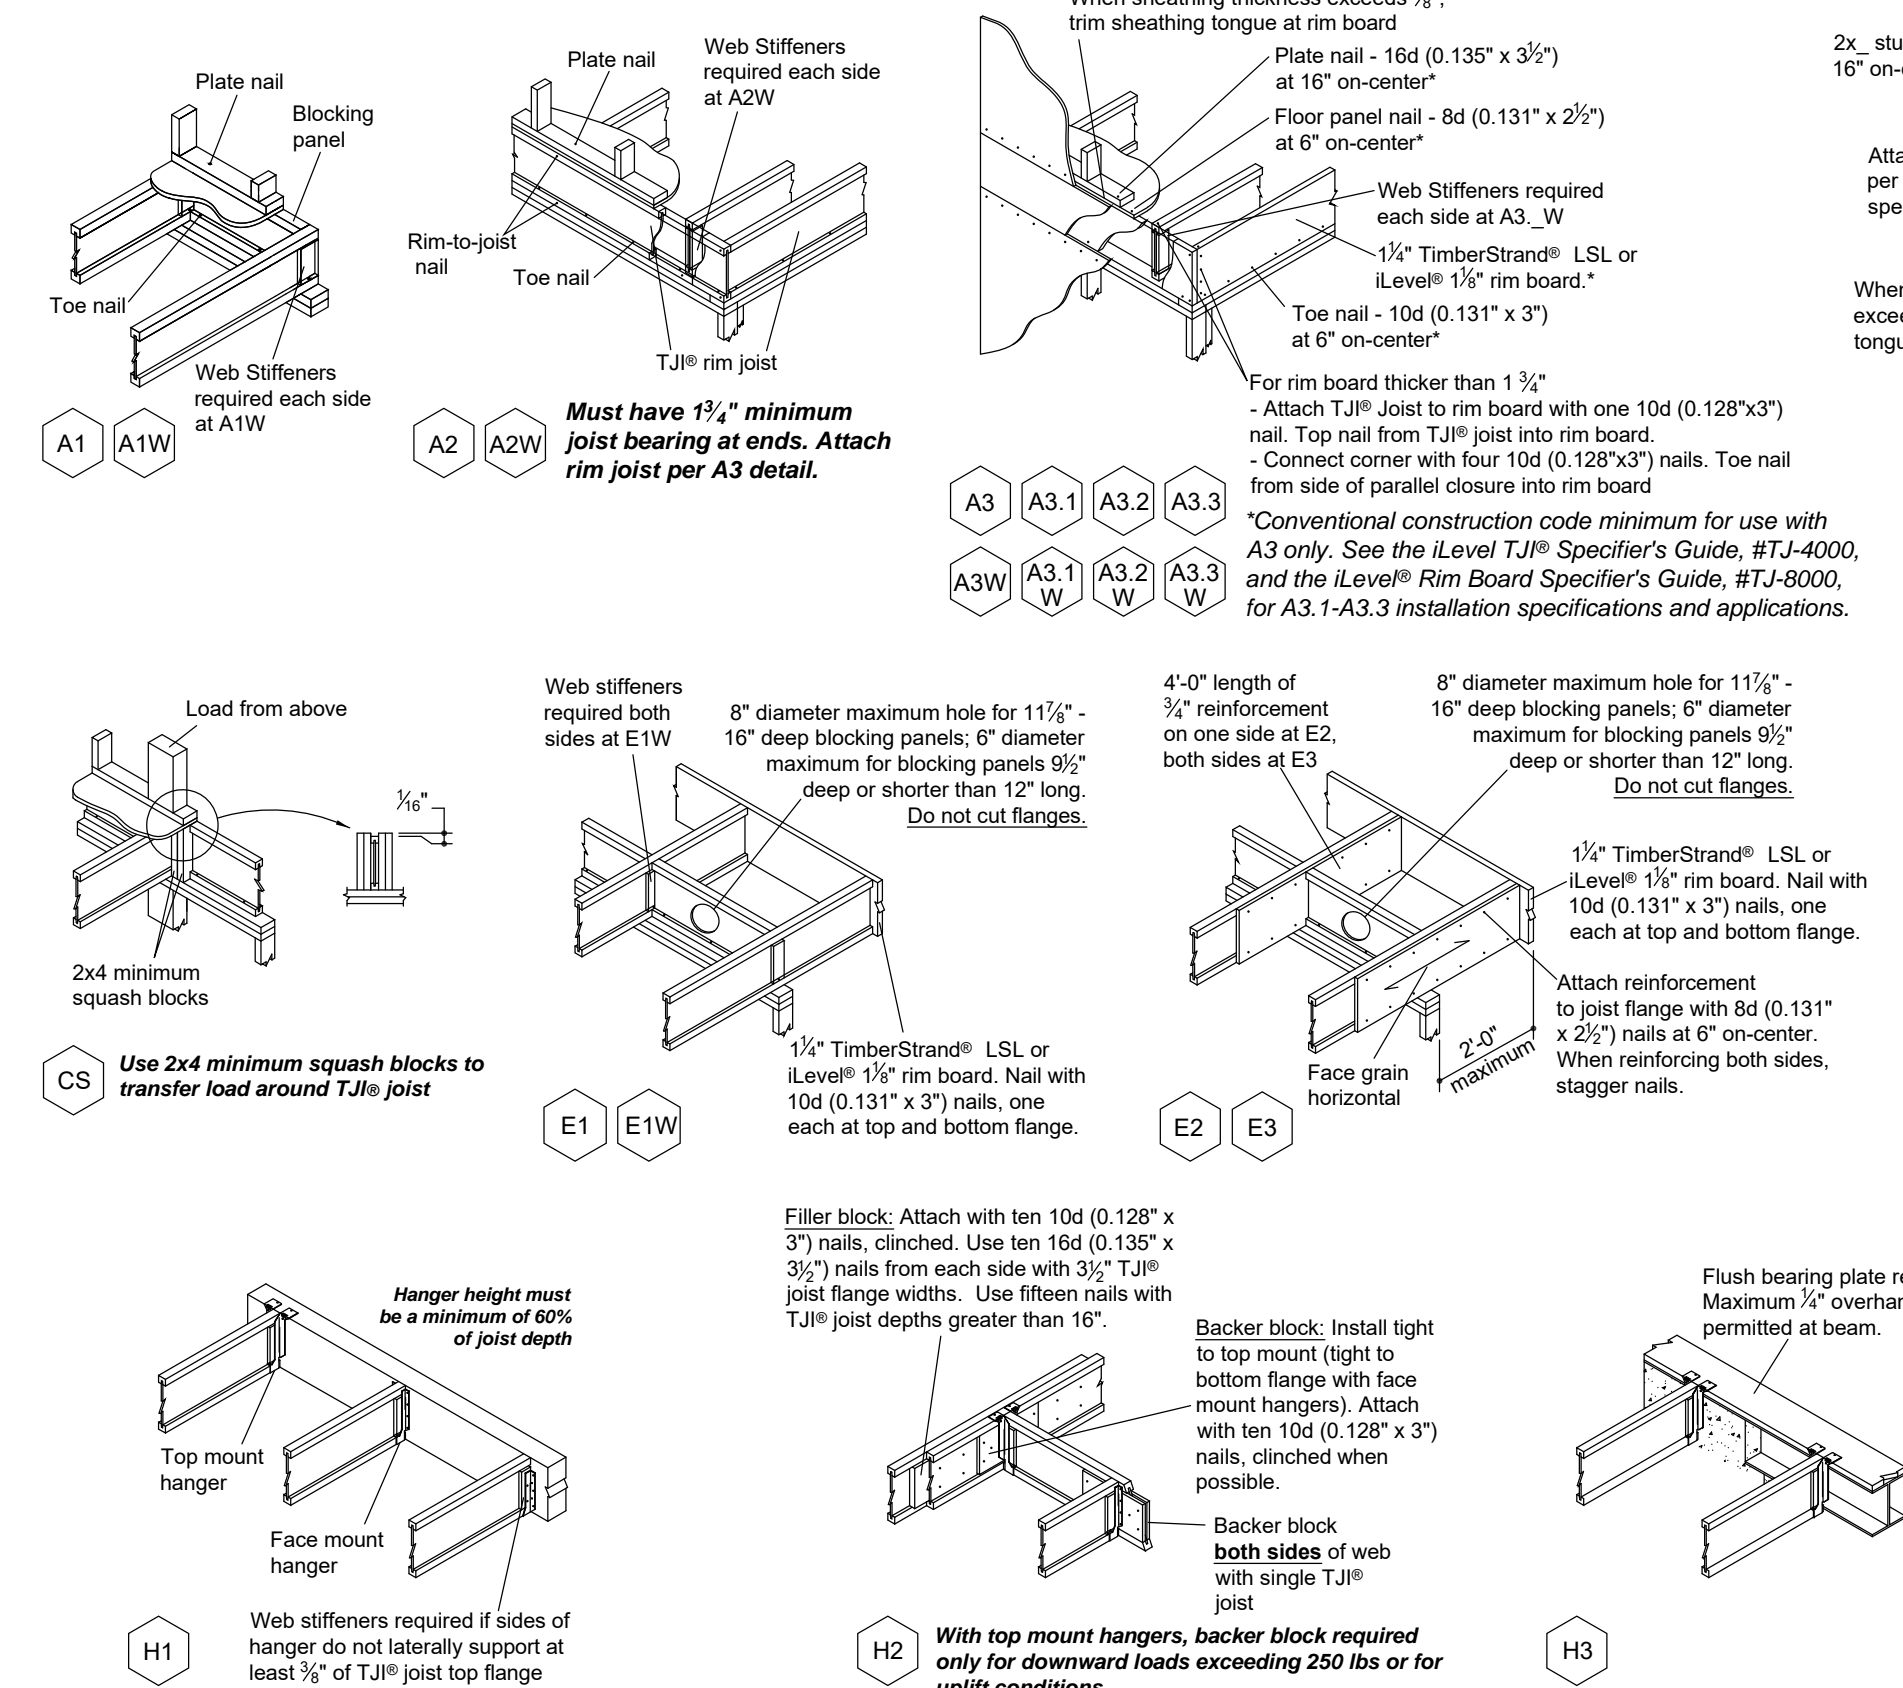 Plate nail
Blocking
panel
Toe nail
Web Stiffeners
required each side
at A1W
A1 A1W
Plate nail
Web Stiffeners
required each side
at A2W
Rim-to-joist
nail
Toe nail
TJI® rim joist
A2 A2W
Must have 1¾" minimum
joist bearing at ends. Attach
rim joist per A3 detail.
When sheathing thickness exceeds ⅞",
trim sheathing tongue at rim board
Plate nail - 16d (0.135" x 3½")
at 16" on-center*
Floor panel nail - 8d (0.131" x 2½")
at 6" on-center*
Web Stiffeners required
each side at A3._W
1¼" TimberStrand® LSL or
iLevel® 1⅛" rim board.*
Toe nail - 10d (0.131" x 3")
at 6" on-center*
For rim board thicker than 1 ¾"
- Attach TJI® Joist to rim board with one 10d (0.128"x3")
nail. Top nail from TJI® joist into rim board.
- Connect corner with four 10d (0.128"x3") nails. Toe nail
from side of parallel closure into rim board
A3 A3.1 A3.2 A3.3
A3W A3.1 A3.2 A3.3
W W W
*Conventional construction code minimum for use with
A3 only. See the iLevel TJI® Specifier's Guide, #TJ-4000,
and the iLevel® Rim Board Specifier's Guide, #TJ-8000,
for A3.1-A3.3 installation specifications and applications.
2x_
16"
per
Load from above
1⁄16"
2x4 minimum
squash blocks
CS
Use 2x4 minimum squash blocks to
transfer load around TJI® joist
Web stiffeners
required both
sides at E1W
8" diameter maximum hole for 11⅞" -
16" deep blocking panels; 6" diameter
maximum for blocking panels 9½"
deep or shorter than 12" long.
Do not cut flanges.
1¼" TimberStrand® LSL or
iLevel® 1⅛" rim board. Nail with
10d (0.131" x 3") nails, one
each at top and bottom flange.
E1 E1W
4'-0" length of
¾" reinforcement
on one side at E2,
both sides at E3
8" diameter maximum hole for 11⅞" -
16" deep blocking panels; 6" diameter
maximum for blocking panels 9½"
deep or shorter than 12" long.
Do not cut flanges.
1¼" TimberStrand® LSL or
iLevel® 1⅛" rim board. Nail with
10d (0.131" x 3") nails, one
each at top and bottom flange.
Attach reinforcement
to joist flange with 8d (0.131"
x 2½") nails at 6" on-center.
When reinforcing both sides,
stagger nails.
2'-0"
maximum
Face grain
horizontal
E2 E3
Hanger height must
be a minimum of 60%
of joist depth
Top mount
hanger
Face mount
hanger
Web stiffeners required if sides of
hanger do not laterally support at
least ⅜" of TJI® joist top flange
H1
Filler block: Attach with ten 10d (0.128" x
3") nails, clinched. Use ten 16d (0.135" x
3½") nails from each side with 3½" TJI®
joist flange widths. Use fifteen nails with
TJI® joist depths greater than 16".
Backer block: Install tight
to top mount (tight to
bottom flange with face
mount hangers). Attach
with ten 10d (0.128" x 3")
nails, clinched when
possible.
Backer block
both sides of web
with single TJI®
joist
H2
With top mount hangers, backer block required
only for downward loads exceeding 250 lbs or for
uplift conditions
Flush bearing plate
Maximum ¼"
permitted at beam.
H3